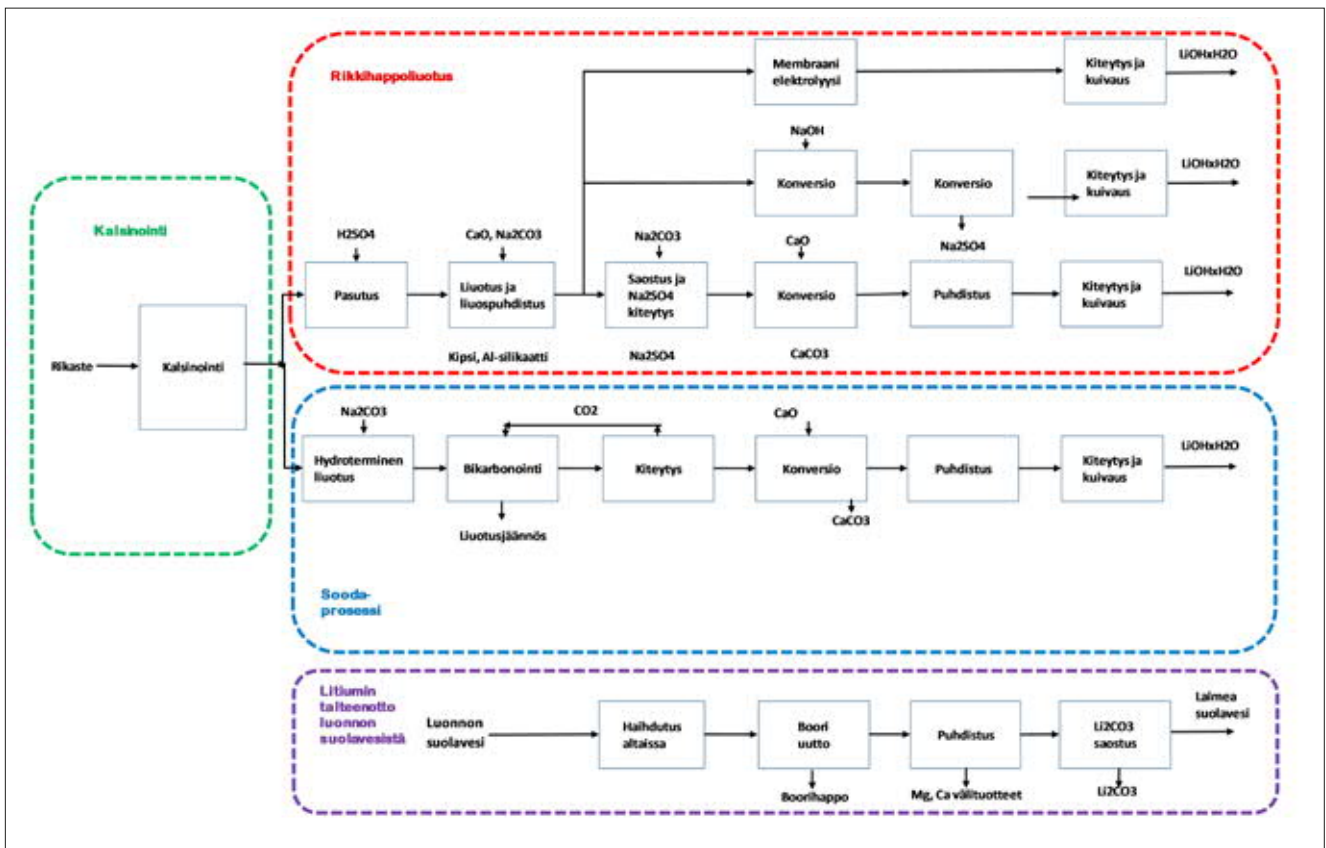 Rikkihappoliuotus
Membraani
elektrolyysi
Kiteytys ja
kuivaus
LiOHxH2O
NaOH
Konversio
Konversio
Kiteytys ja
kuivaus
LiOHxH2O
Na2SO4
Kalsinointi
Rikaste
Kalsinointi
H2SO4
Pasutus
CaO, Na2CO3
Liuotus ja
liuospuhdistus
Kipsi, Al-silikaatti
Na2CO3
Saostus ja
Na2SO4
kiteytys
Na2SO4
CaO
Konversio
CaCO3
Puhdistus
Kiteytys ja
kuivaus
LiOHxH2O
Na2CO3
Hydroterminen
liuotus
CO2
Bikarbonointi
Liuotusjäännös
Kiteytys
CaO
Konversio
CaCO3
Puhdistus
Kiteytys ja
kuivaus
LiOHxH2O
Sooda-
prosessi
Litiumin
talteenotto
luonnon
suolavesistä
Luonnon
suolavesi
Haihdutus
altaissa
Boori
uutto
Boorihappo
Puhdistus
Mg, Ca välituotteet
Li2CO3
saostus
Li2CO3
Laimea
suolavesi